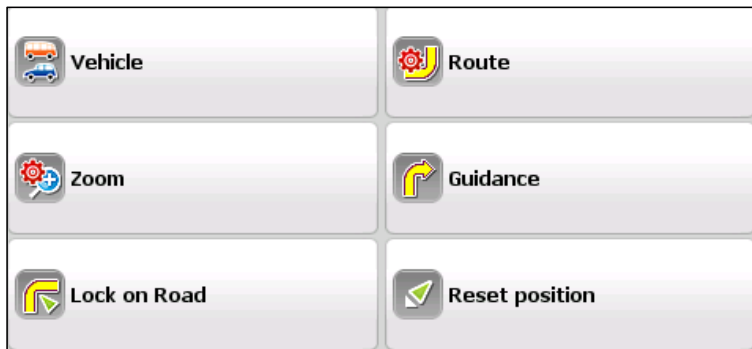 Vehicle
Route
Zoom
Guidance
Lock on Road
Reset position